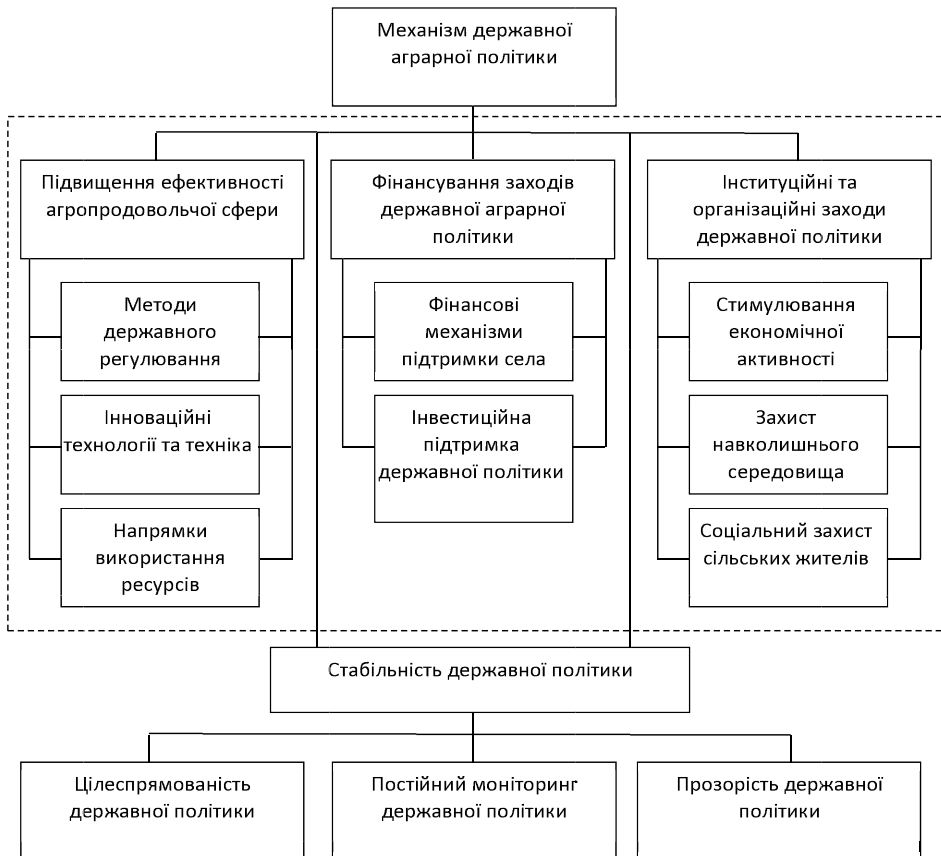 Механізм державної
аграрної політики
Підвищення ефективності
агропродовольчої сфери
Фінансування заходів
державної аграрної
політики
Інституційні та
організаційні заходи
державної політики
Методи
державного
регулювання
Інноваційні
технології та техніка
Напрямки
використання
ресурсів
Фінансові
механізми
підтримки села
Інвестиційна
підтримка
державної політики
Стимулювання
економічної
активності
Захист
навколишнього
середовища
Соціальний захист
сільських жителів
Стабільність державної політики
Цілеспрямованість
державної політики
Постійний моніторинг
державної політики
Прозорість державної
політики